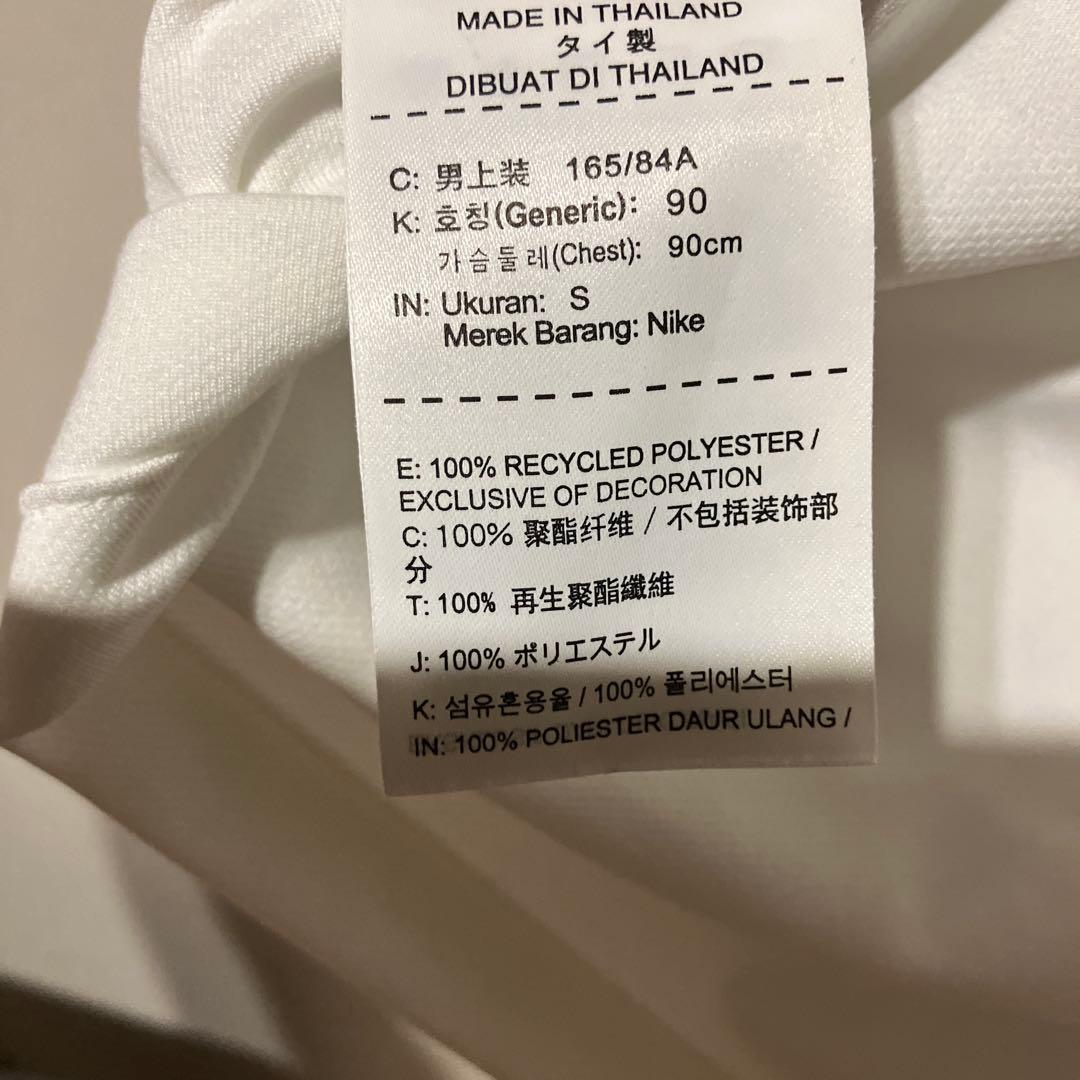 MADE IN THAILAND
タイ製
DIBUAT DI THAILAND
C: 男上装 165/84A
K: 호칭(Generic): 90
가슴둘레(Chest): 90cm
IN: Ukuran: S
Merek Barang: Nike
E: 100% RECYCLED POLYESTER /
EXCLUSIVE OF DECORATION
C: 100% 聚酯纤维 / 不包括装饰部
分
T: 100% 再生聚酯纖維
J: 100% ポリエステル
K: 섬유혼용율 / 100% 폴리에스터
IN: 100% POLIESTER DAUR ULANG /